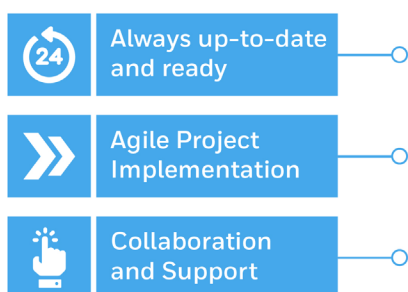 24
Always up-to-date
and ready
Agile Project
Implementation
Collaboration
and Support